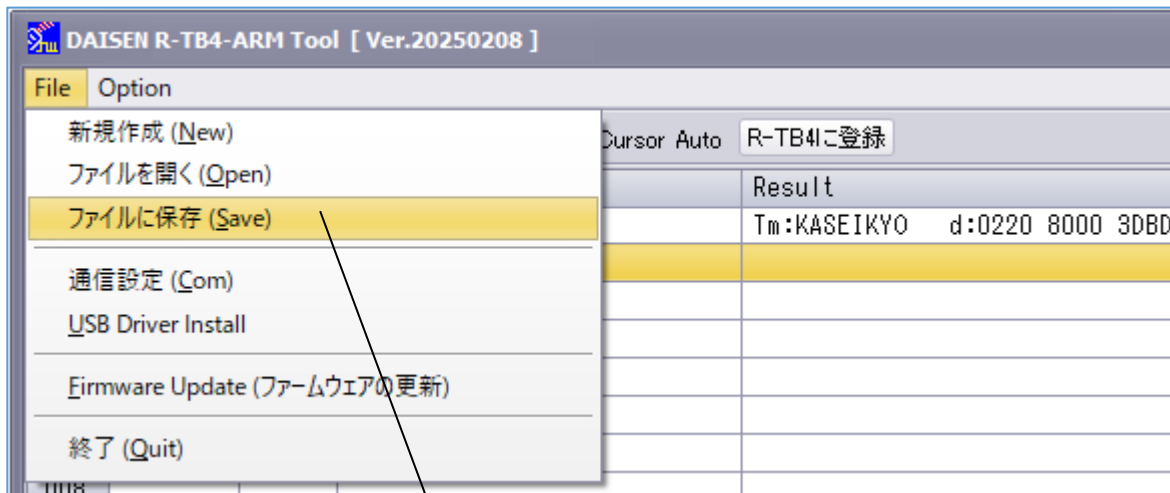 DAISEN R-TB4-ARM Tool [ Ver.20250208 ]
File Option
新規作成 (New)
Cursor Auto R-TB4に登録
ファイルを開く (Open)
Result
ファイルに保存 (Save)
Tm:KASEIKYO d:0220 8000 3DBD
通信設定 (Com)
USB Driver Install
Firmware Update (ファームウェアの更新)
終了 (Quit)
008